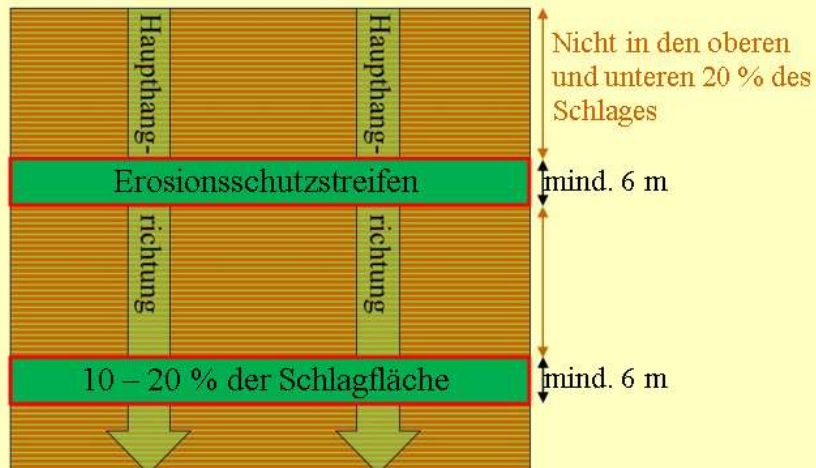 Haupthang-
Haupthang-
Nicht in den oberen
und unteren 20 % des
Schlages
Erosionsschutzstreifen
mind. 6 m
richtung
richtung
10 – 20 % der Schlagfläche
mind. 6 m